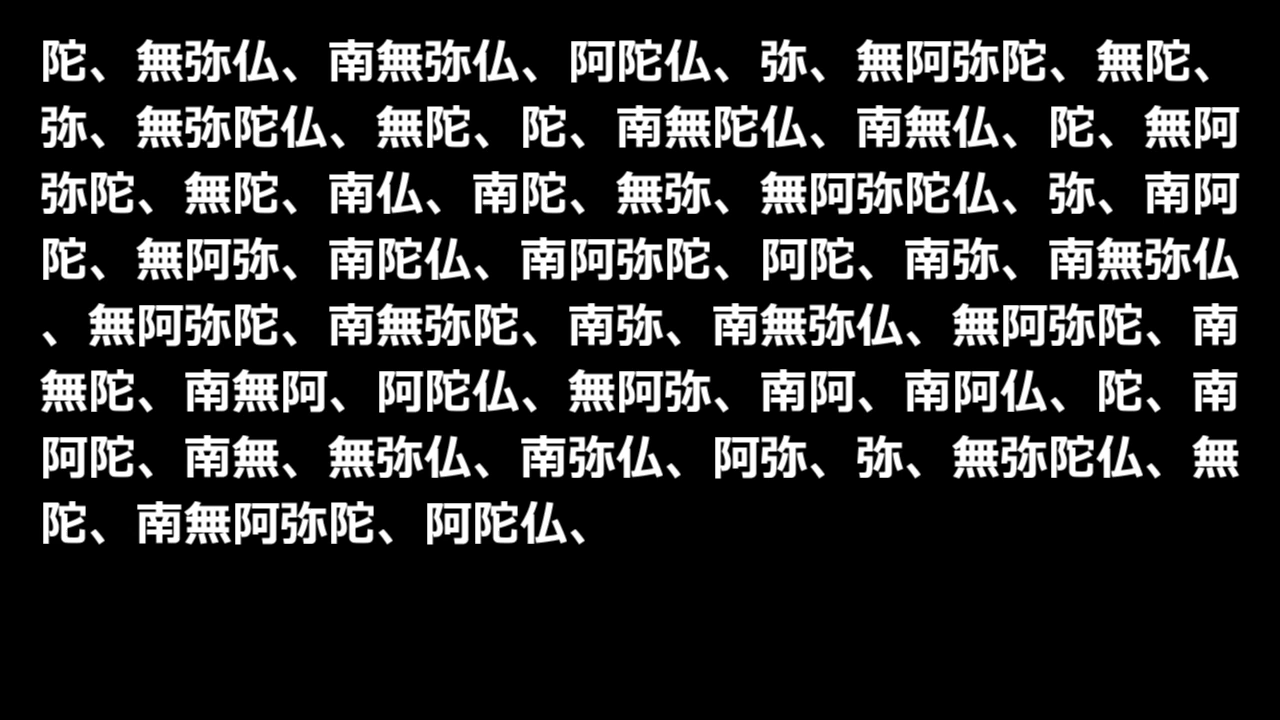 陀、無弥仏、南無弥仏、阿陀仏、弥、無阿弥陀、無陀、
弥、無弥陀仏、無陀、陀、南無陀仏、南無仏、陀、無阿
弥陀、無陀、南仏、南陀、無弥、無阿弥陀仏、弥、南阿
陀、無阿弥、南陀仏、南阿弥陀、阿陀、南弥、南無弥仏
、無阿弥陀、南無弥陀、南弥、南無弥仏、無阿弥陀、南
無陀、南無阿、阿陀仏、無阿弥、南阿、南阿仏、陀、南
阿陀、南無、無弥仏、南弥仏、阿弥、弥、無弥陀仏、無
陀、南無阿弥陀、阿陀仏、